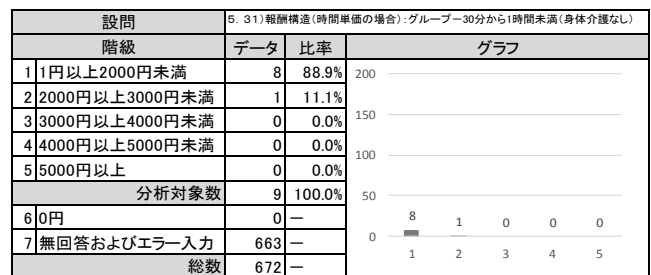 設問 5. 31)報酬構造(時間単価の場合):グループ－30分から1時間未満(身体介護なし)
階級 データ 比率 グラフ
1 1円以上2000円未満 8 88.9%
2 2000円以上3000円未満 1 11.1%
3 3000円以上4000円未満 0 0.0%
4 4000円以上5000円未満 0 0.0%
5 5000円以上 0 0.0%
分析対象数 9 100.0%
6 0円 0 －
7 無回答およびエラー入力 663 －
総数 672 －
200
150
100
50
0
8 1 0 0 0
1 2 3 4 5